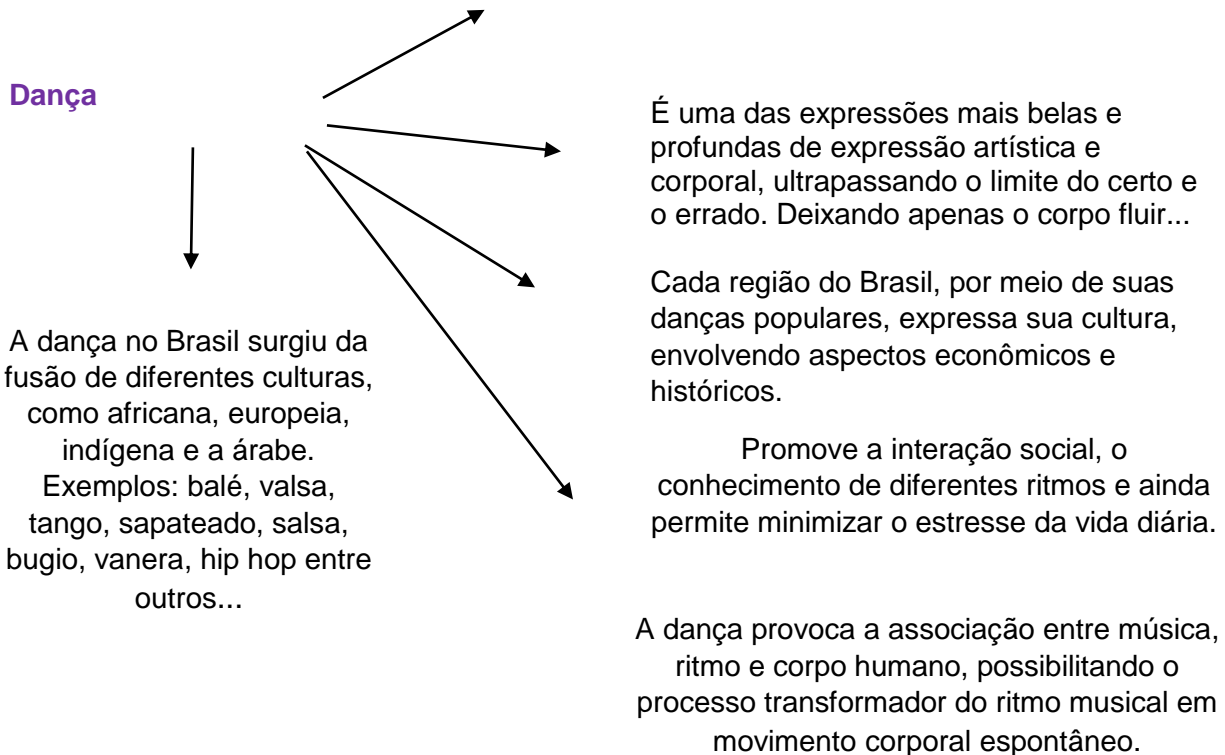 Dança
A dança no Brasil surgiu da
fusão de diferentes culturas,
como africana, europeia,
indígena e a árabe.
Exemplos: balé, valsa,
tango, sapateado, salsa,
bugio, vanera, hip hop entre
outros...
É uma das expressões mais belas e
profundas de expressão artística e
corporal, ultrapassando o limite do certo e
o errado. Deixando apenas o corpo fluir...
Cada região do Brasil, por meio de suas
danças populares, expressa sua cultura,
envolvendo aspectos econômicos e
históricos.
Promove a interação social, o
conhecimento de diferentes ritmos e ainda
permite minimizar o estresse da vida diária.
A dança provoca a associação entre música,
ritmo e corpo humano, possibilitando o
processo transformador do ritmo musical em
movimento corporal espontâneo.